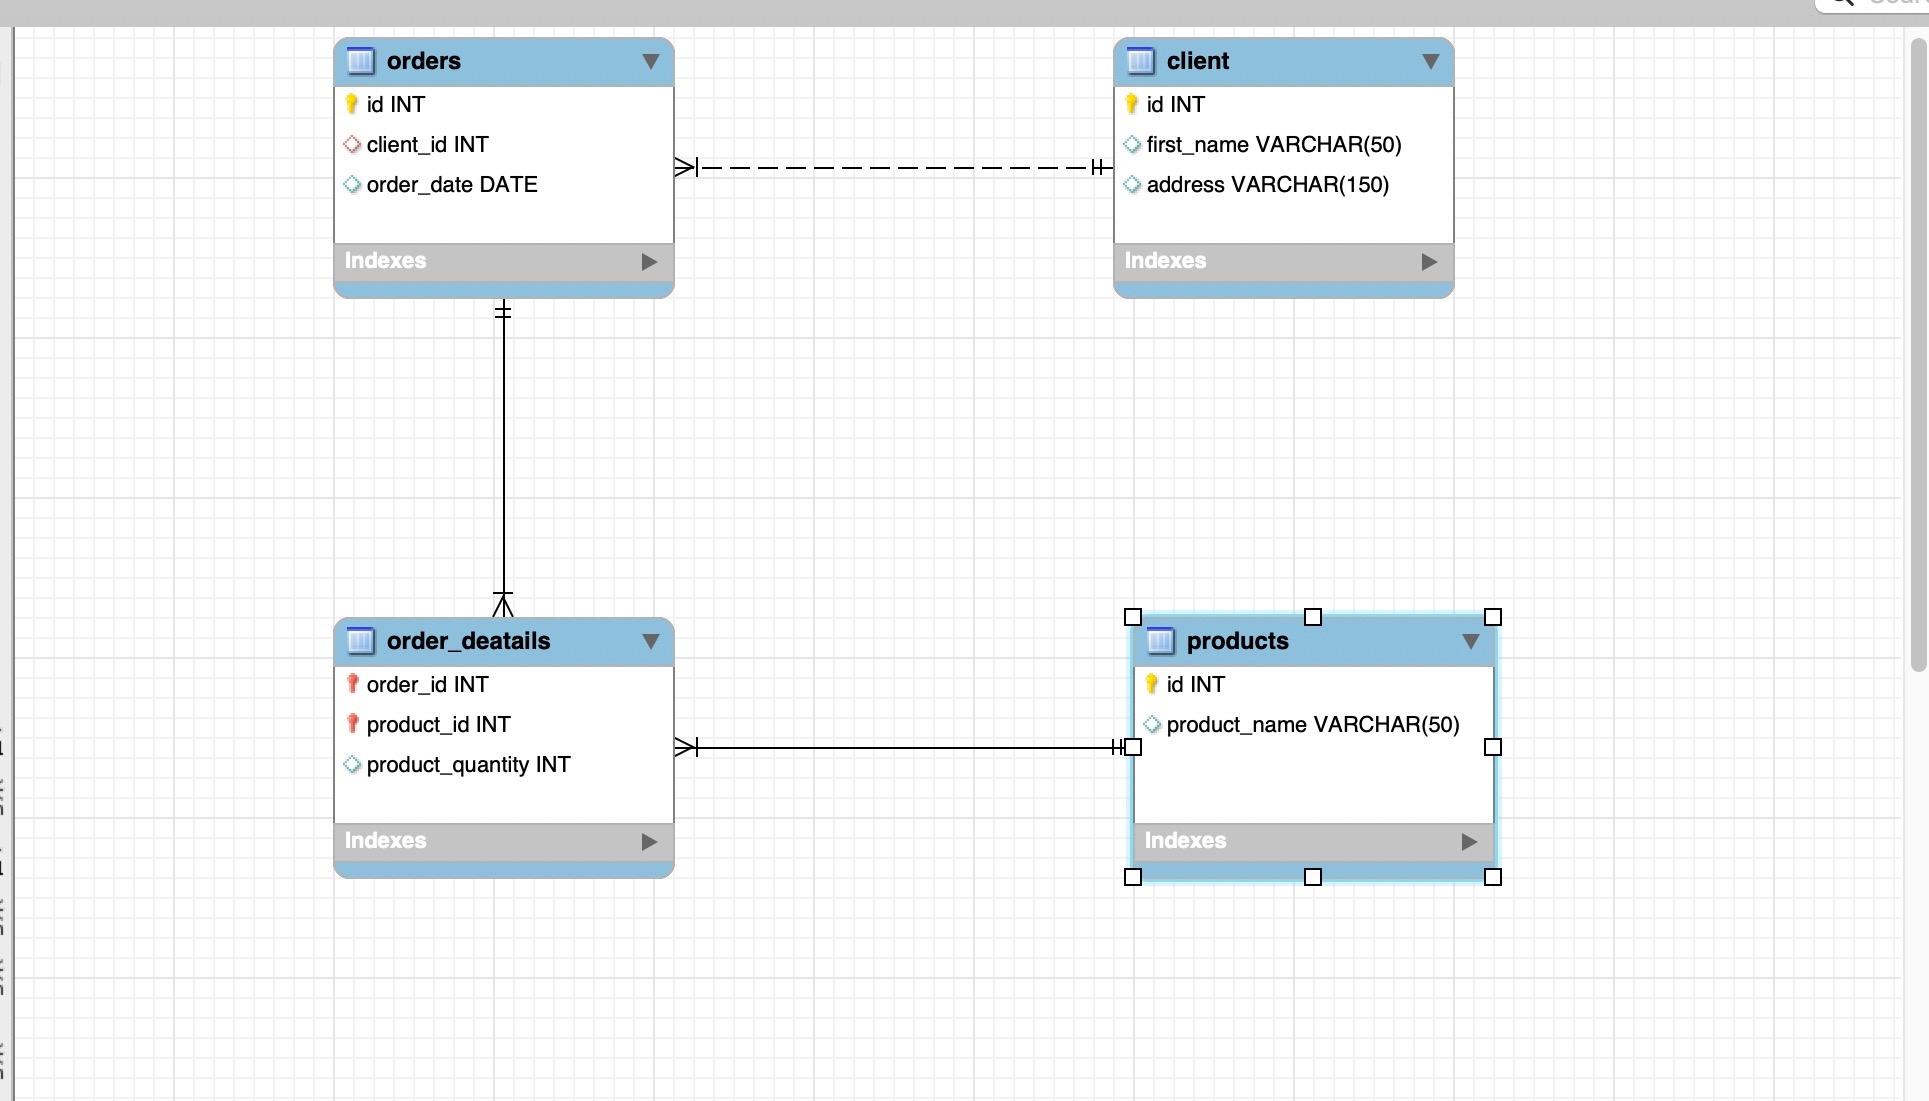 orders
id INT
client_id INT
order_date DATE
Indexes
client
id INT
first_name VARCHAR(50)
address VARCHAR(150)
Indexes
order_deatails
order_id INT
product_id INT
product_quantity INT
Indexes
products
id INT
product_name VARCHAR(50)
Indexes